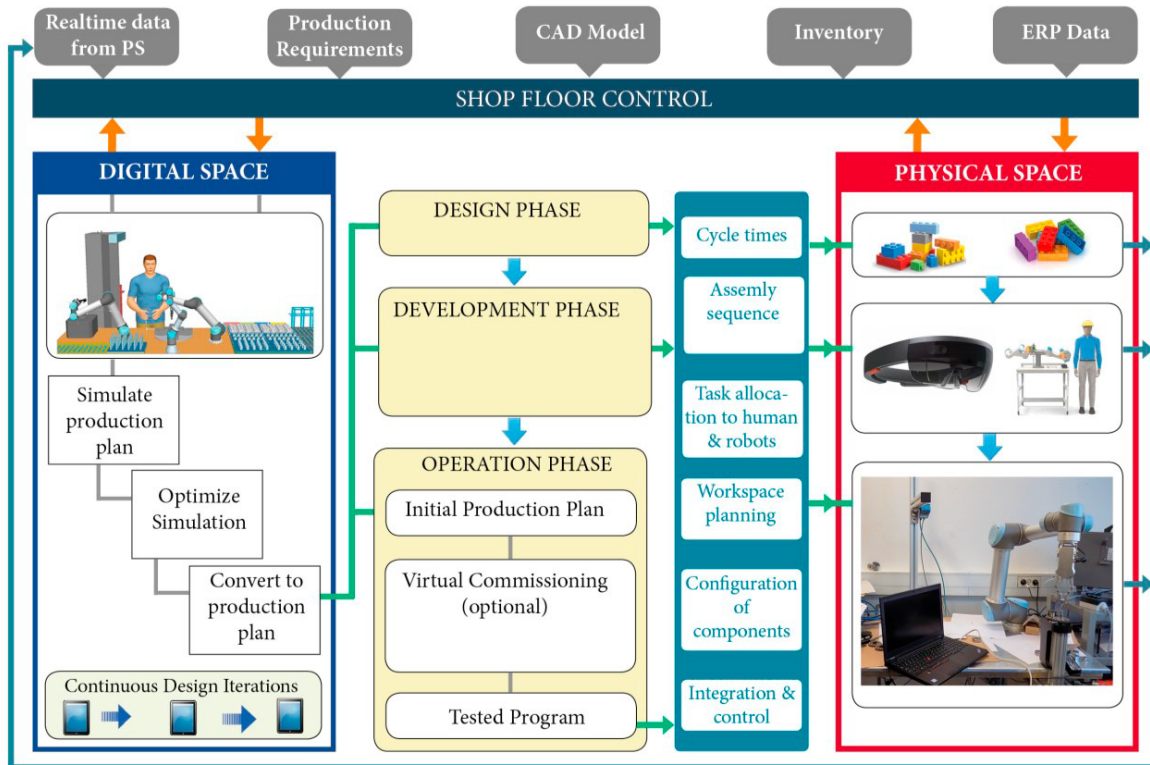 Realtime data
from PS
Production
Requirements
CAD Model
Inventory
ERP Data
SHOP FLOOR CONTROL
DIGITAL SPACE
Simulate
production
plan
Optimize
Simulation
Convert to
production
plan
Continuous Design Iterations
DESIGN PHASE
DEVELOPMENT PHASE
OPERATION PHASE
Initial Production Plan
Virtual Commissioning
(optional)
Tested Program
Cycle times
Assemly
sequence
Task alloca-
tion to human
& robots
Workspace
planning
Configuration
of
components
Integration &
control
PHYSICAL SPACE